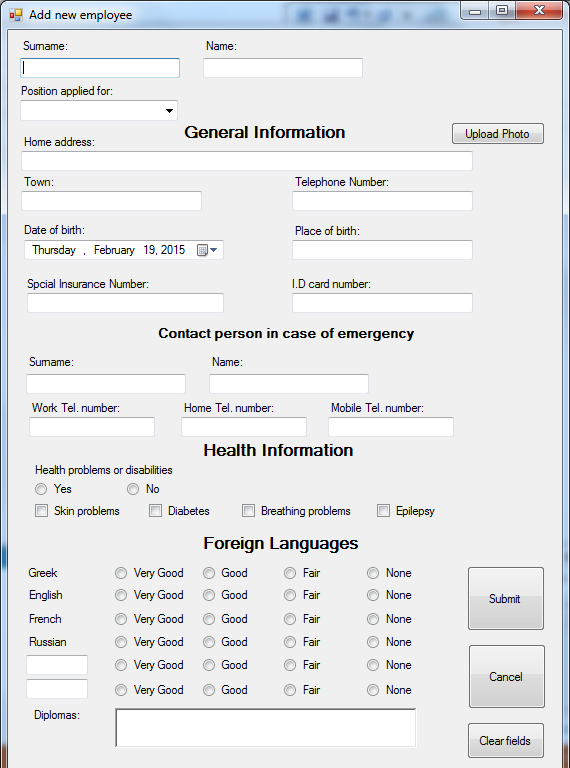 Add new employee
Surname: Name:
Position applied for:
General Information
Upload Photo
Home address:
Town: Telephone Number:
Date of birth: Place of birth:
Thursday , February 19, 2015
Spcial Insurance Number: I.D card number:
Contact person in case of emergency
Surname: Name:
Work Tel. number: Home Tel. number: Mobile Tel. number:
Health Information
Health problems or disabilities
Yes No
Skin problems Diabetes Breathing problems Epilepsy
Foreign Languages
Greek Very Good Good Fair None
English Very Good Good Fair None
French Very Good Good Fair None
Russian Very Good Good Fair None
Very Good Good Fair None
Very Good Good Fair None
Diplomas:
Submit
Cancel
Clear fields